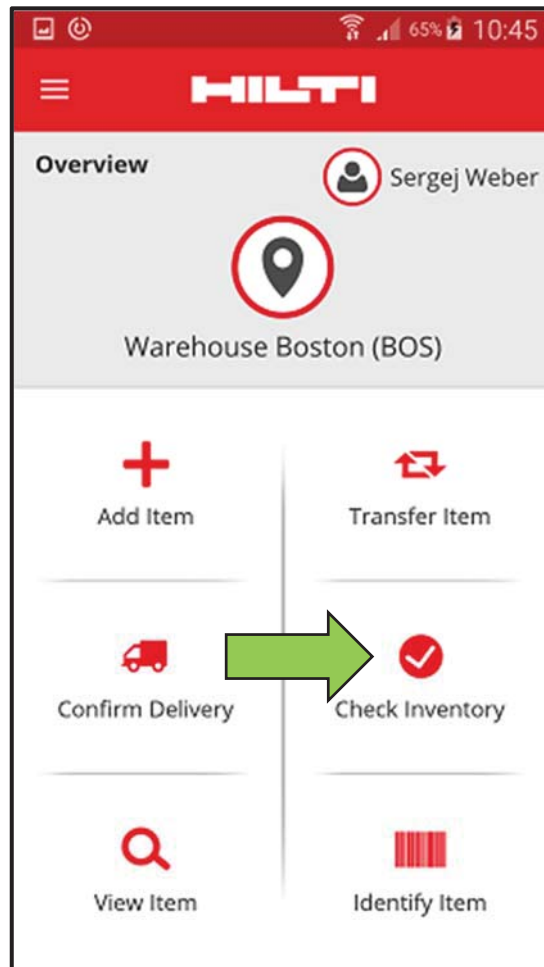 65% 10:45
HILTI
Overview
Sergej Weber
Warehouse Boston (BOS)
Add Item
Transfer Item
Confirm Delivery
Check Inventory
View Item
Identify Item